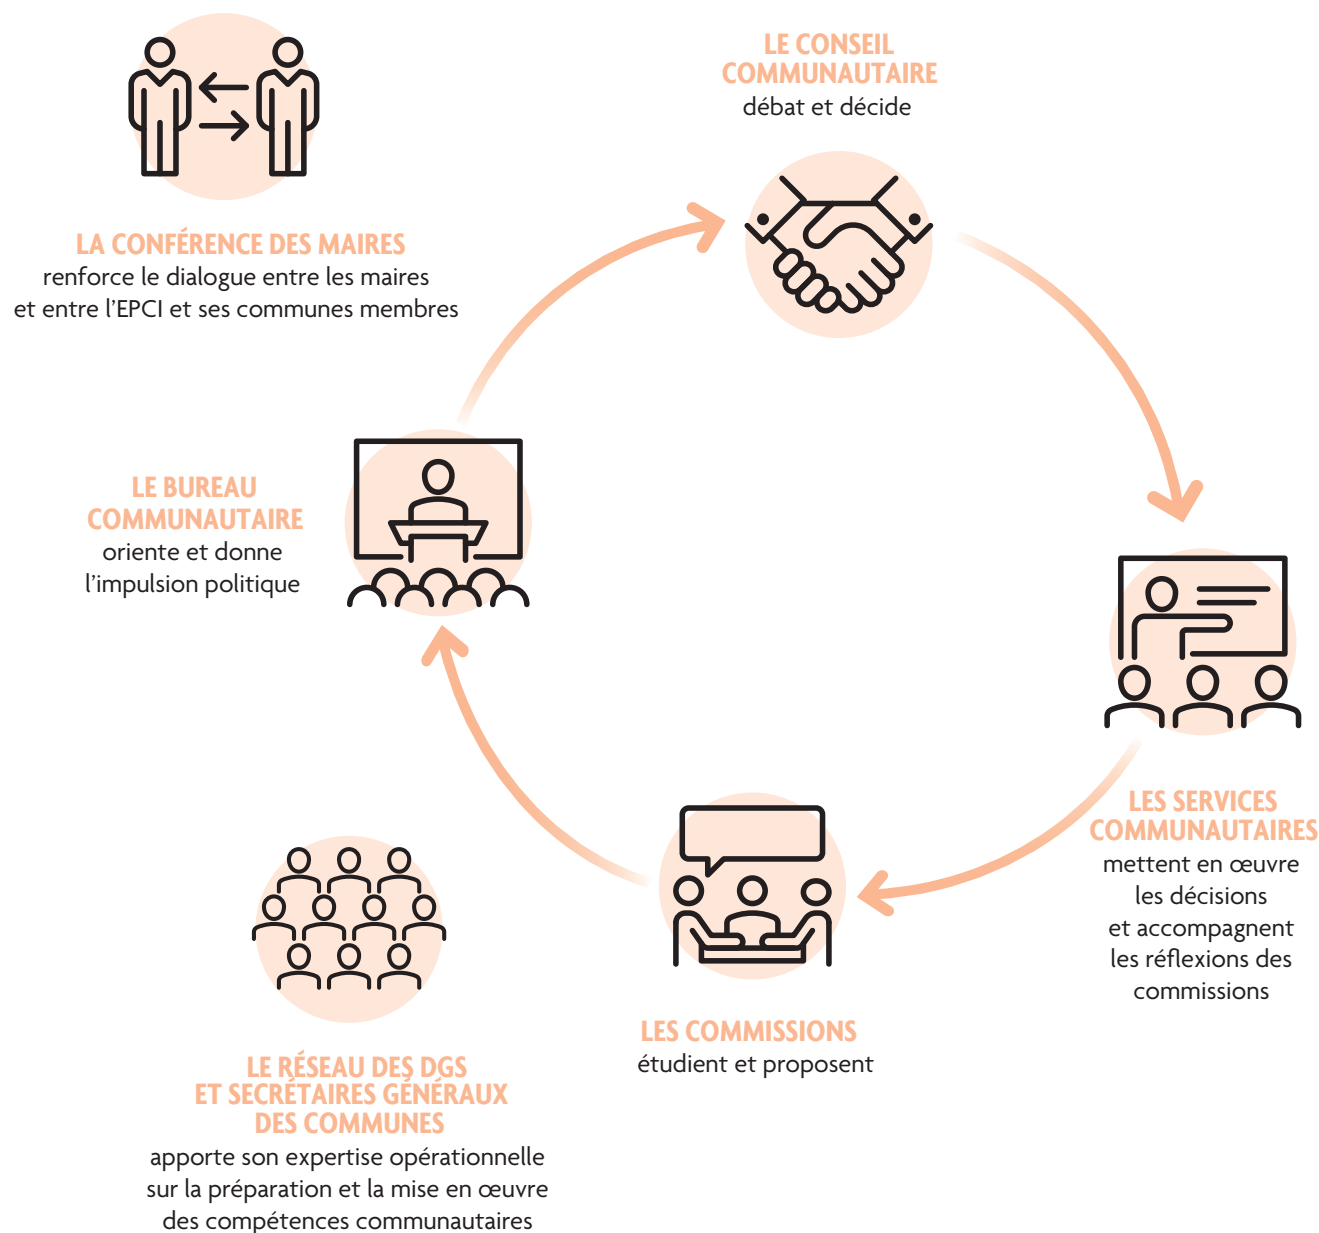 LE CONSEIL
COMMUNAUTAIRE
débat et décide
LA CONFÉRENCE DES MAIRES
renforce le dialogue entre les maires
et entre l’EPCI et ses communes membres
LE BUREAU
COMMUNAUTAIRE
oriente et donne
l’impulsion politique
LES SERVICES
COMMUNAUTAIRES
mettent en œuvre
les décisions
et accompagnent
les réflexions des
commissions
LES COMMISSIONS
étudient et proposent
LE RÉSEAU DES DGS
ET SECRÉTAIRES GÉNÉRAUX
DES COMMUNES
apporte son expertise opérationnelle
sur la préparation et la mise en œuvre
des compétences communautaires